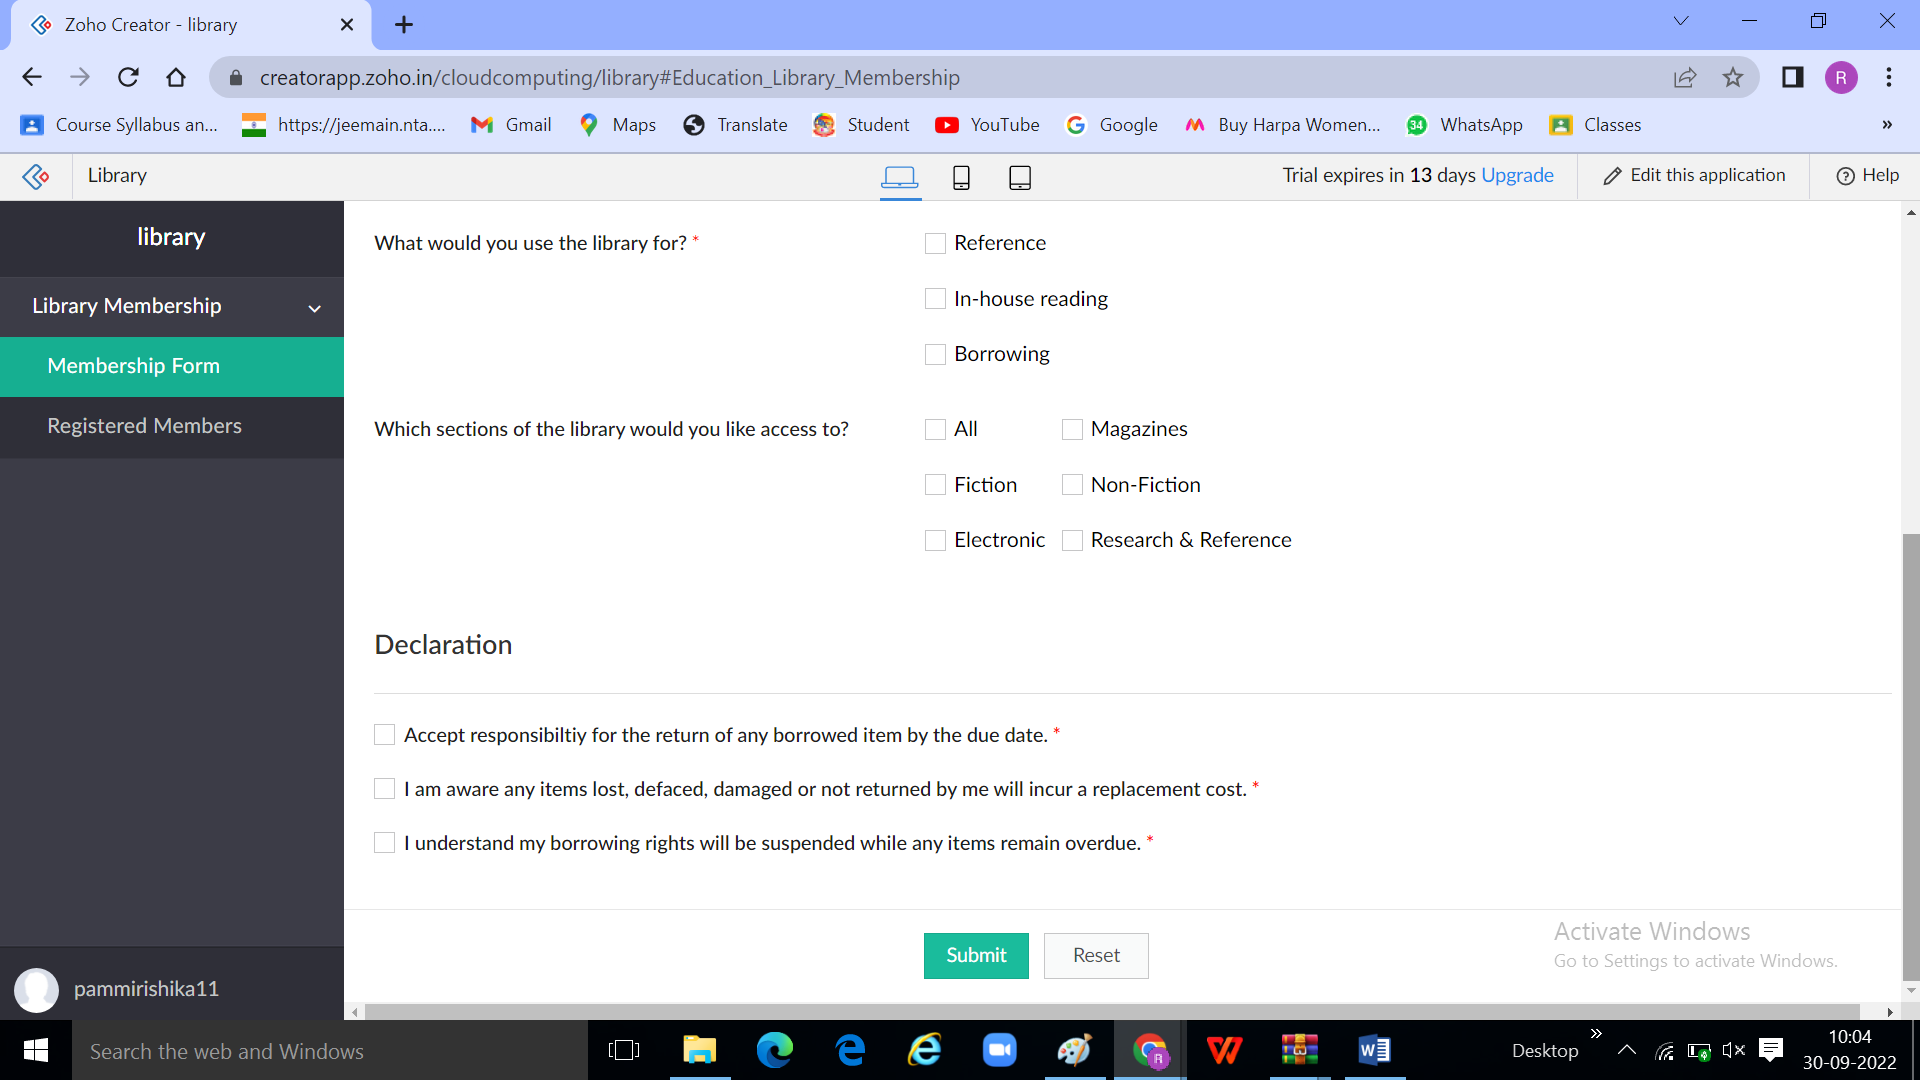 Zoho Creator - library
creatorapp.zoho.in/cloudcomputing/library#Education_Library_Membership
R
Course Syllabus an...
https://jeemain.nta....
Gmail
Maps
Translate
Student
YouTube
Google
Buy Harpa Women...
34
WhatsApp
Classes
»
Library
Trial expires in 13 days Upgrade
Edit this application
Help
library
Library Membership
Membership Form
Registered Members
pammirishika11
What would you use the library for? *
Reference
In-house reading
Borrowing
Which sections of the library would you like access to?
All
Magazines
Fiction
Non-Fiction
Electronic
Research & Reference
Declaration
Accept responsibiltiy for the return of any borrowed item by the due date. *
I am aware any items lost, defaced, damaged or not returned by me will incur a replacement cost. *
I understand my borrowing rights will be suspended while any items remain overdue. *
Submit
Reset
Activate Windows
Go to Settings to activate Windows.
Search the web and Windows
Desktop
»
10:04
30-09-2022